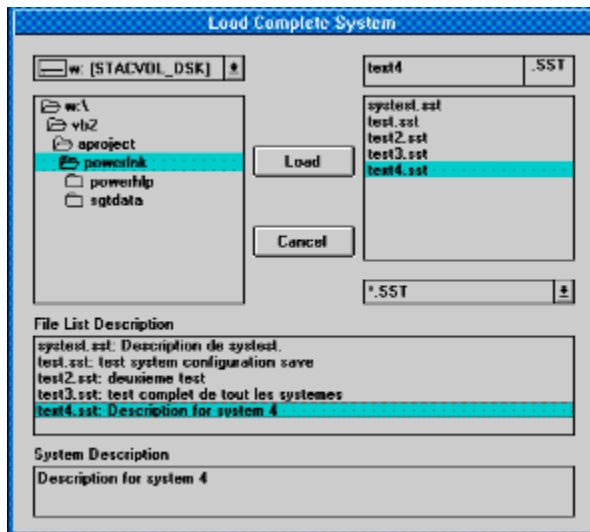 Load Complete System
w: [STACVOL_DSK]
text4
.SST
w:\
vb2
aproject
powerlnk
powerhlp
sgtdata
Load
Cancel
systest.sst
test.sst
test2.sst
test3.sst
text4.sst
*.SST
File List Description
systest.sst: Description de systest.
test.sst: test system configuration save
test2.sst: deuxieme test
test3.sst: test complet de tout les systemes
text4.sst: Description for system 4
System Description
Description for system 4